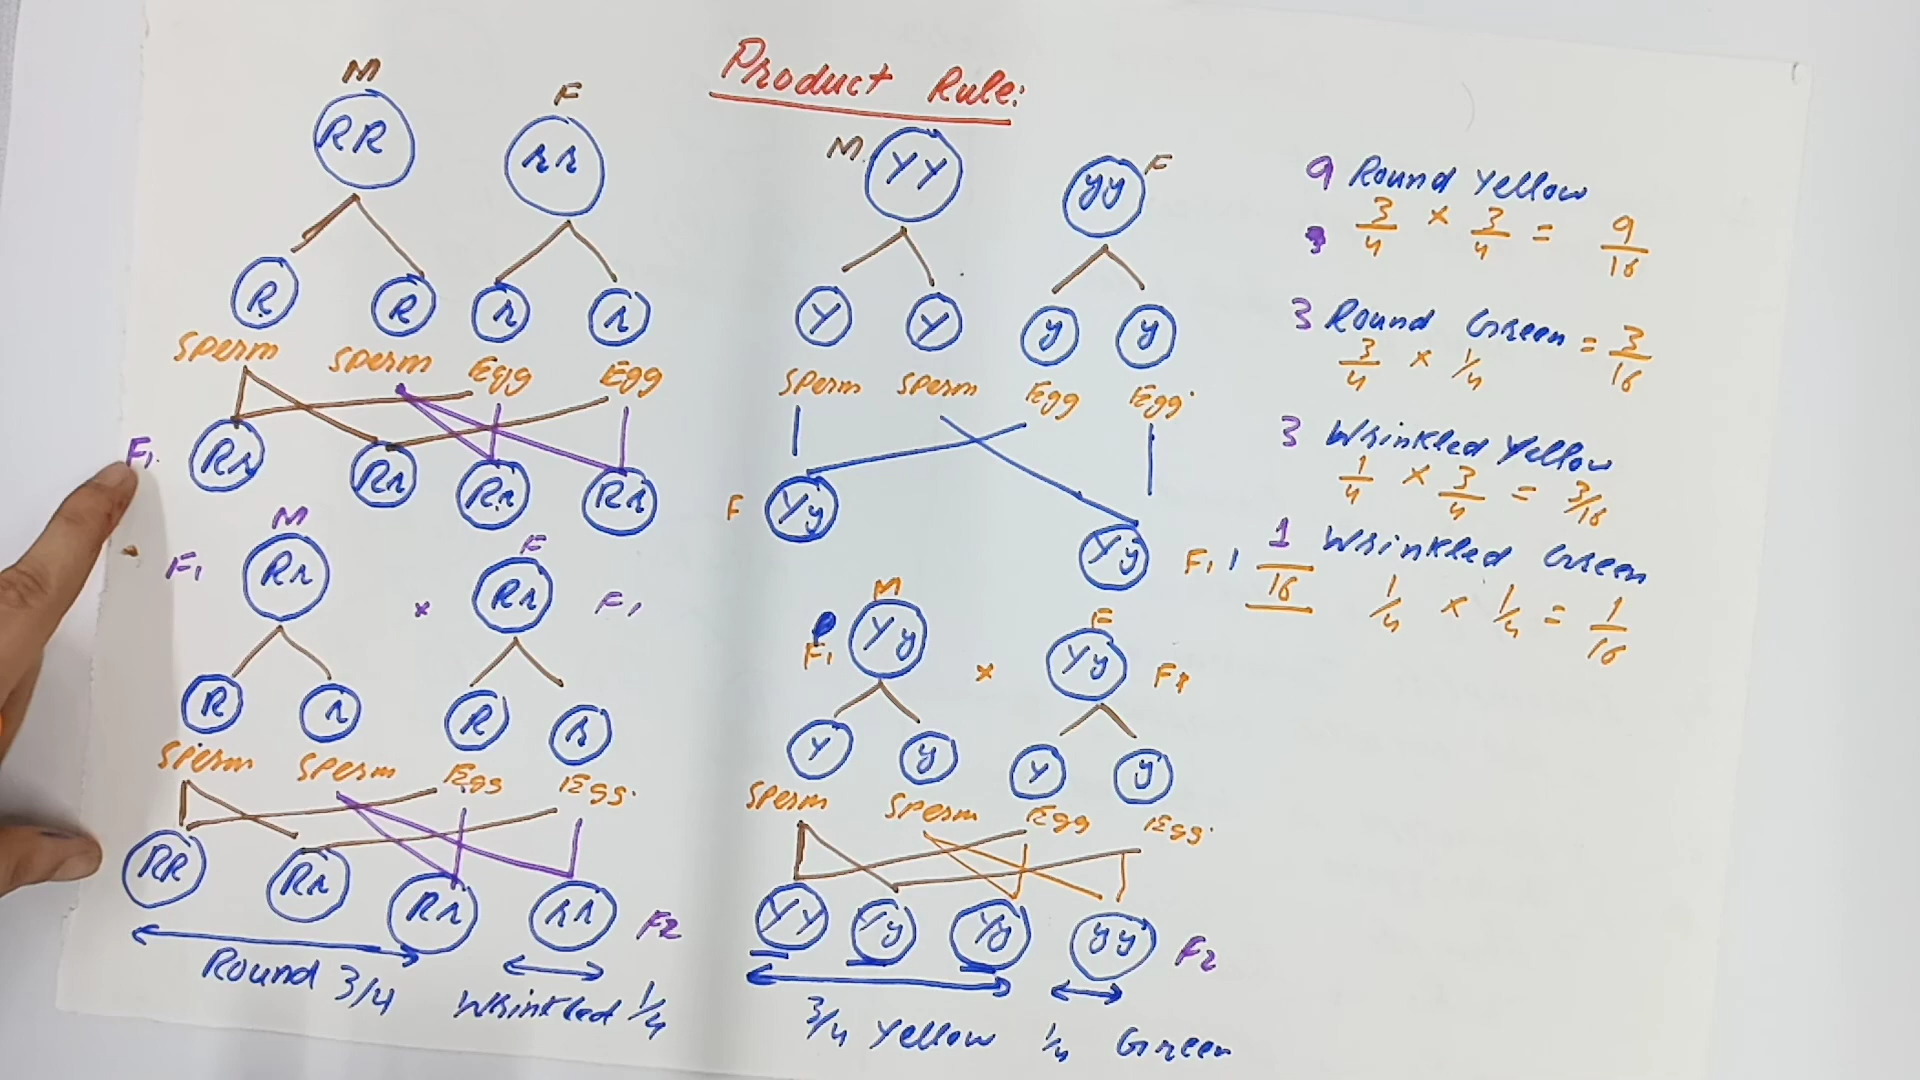 Product Rule:
M F
RR rr
R R r r
Sperm Sperm Egg Egg
F1 Rr Rr Rr Rr
M F
F1 Rr x Rr F1
R r R r
Sperm Sperm Egg Egg
RR Rr Rr rr F2
Round 3/4 Wrinkled 1/4
M YY yy F
Y Y y y
Sperm Sperm Egg Egg
F Yy Yy F1
M F
F1 Yy x Yy F1
Y y Y y
Sperm Sperm Egg Egg
YY Yy Yy yy F2
3/4 Yellow 1/4 Green
9 Round Yellow
3/4 x 3/4 = 9/16
3 Round Green = 3/16
3/4 x 1/4
3 Wrinkled Yellow
1/4 x 3/4 = 3/16
1/16 Wrinkled Green
1/4 x 1/4 = 1/16